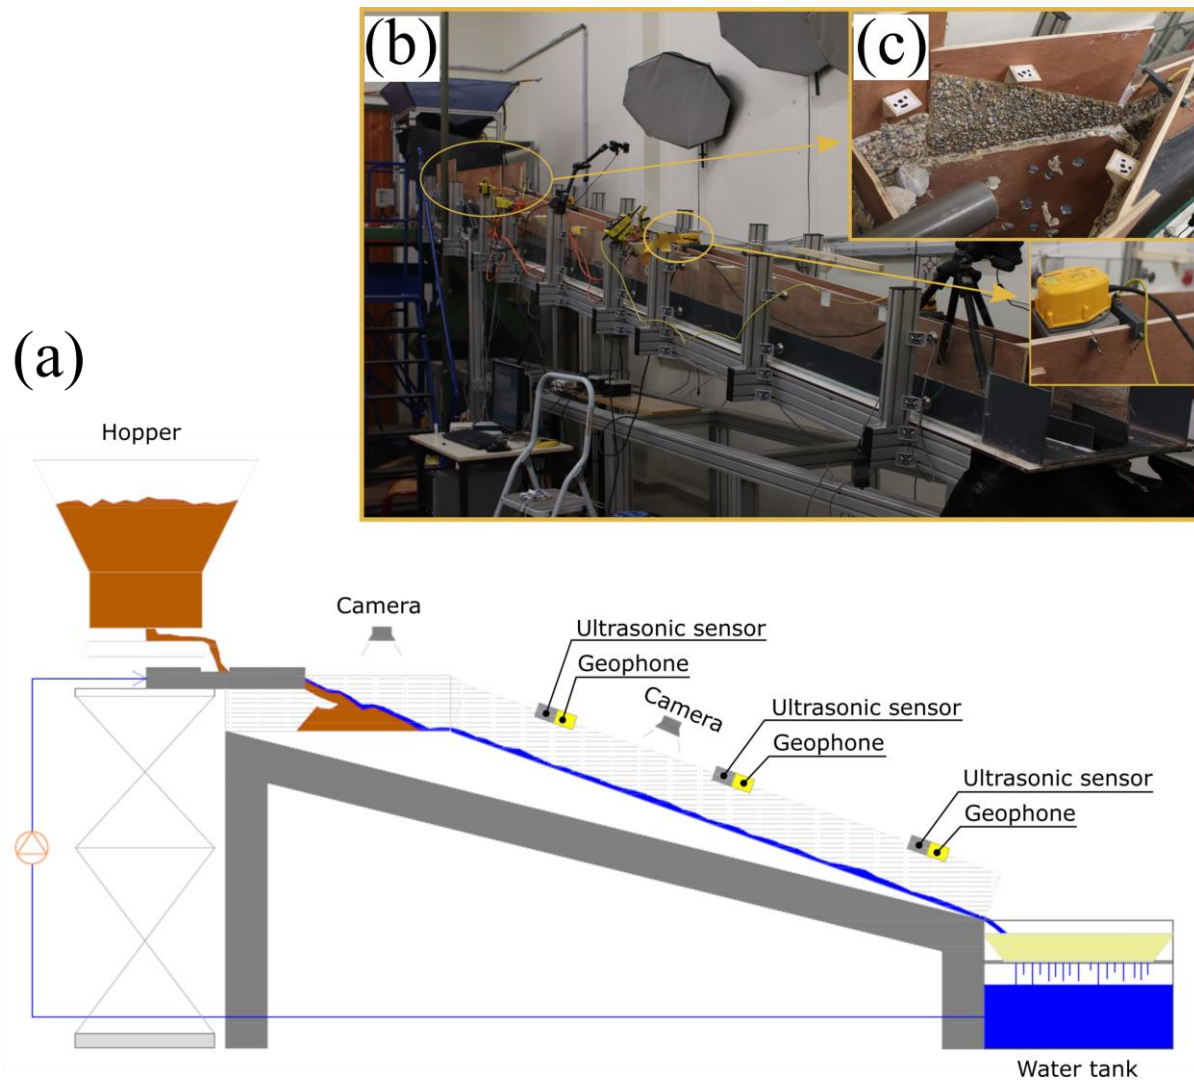 (b)
(c)
(a)
Hopper
Camera
Ultrasonic sensor
Geophone
Camera
Ultrasonic sensor
Geophone
Ultrasonic sensor
Geophone
Water tank